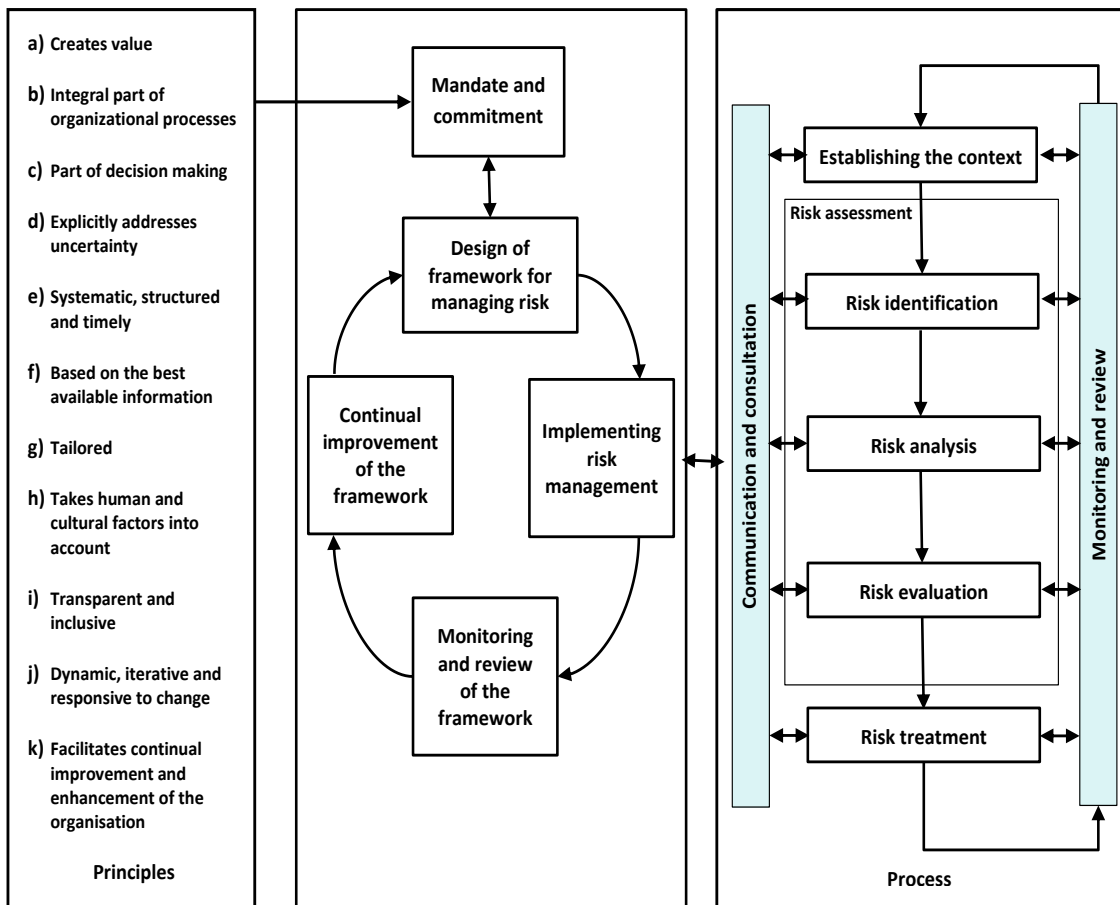 a) Creates value
b) Integral part of
organizational processes
c) Part of decision making
d) Explicitly addresses
uncertainty
e) Systematic, structured
and timely
f) Based on the best
available information
g) Tailored
h) Takes human and
cultural factors into
account
i) Transparent and
inclusive
j) Dynamic, iterative and
responsive to change
k) Facilitates continual
improvement and
enhancement of the
organisation
Principles
Mandate and
commitment
Design of
framework for
managing risk
Continual
improvement
of the
framework
Implementing
risk
management
Monitoring
and review
of the
framework
Communication and consultation
Establishing the context
Risk assessment
Risk identification
Risk analysis
Risk evaluation
Risk treatment
Monitoring and review
Process